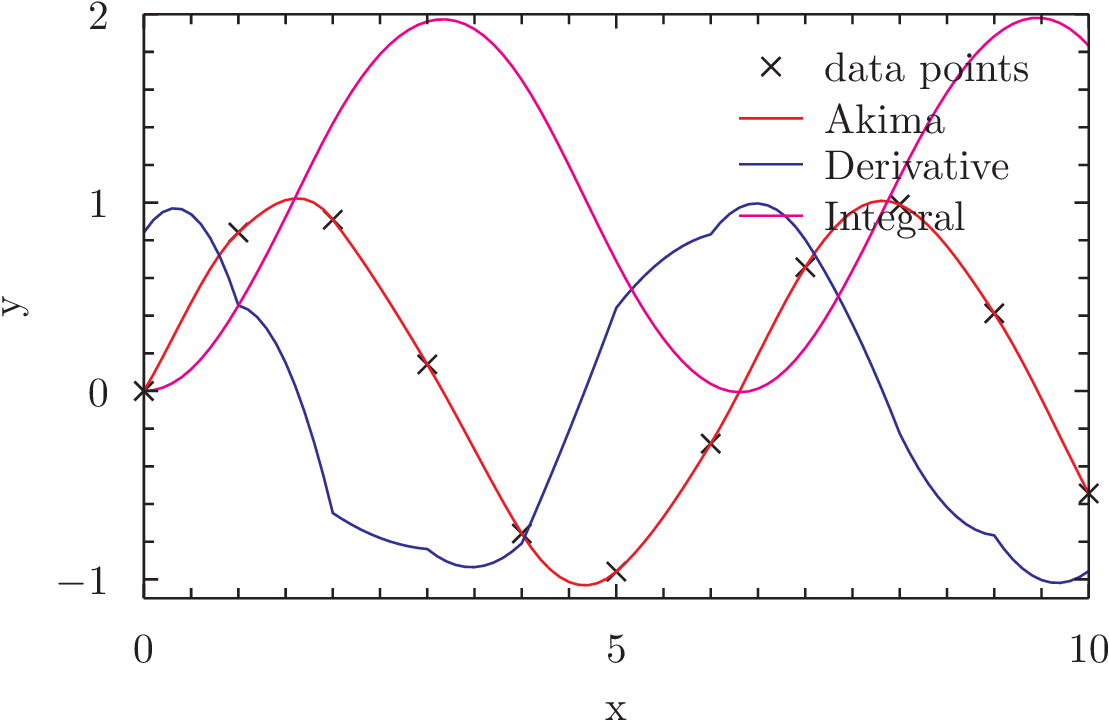 2
data points
Akima
Derivative
1
Integral
y
0
−1
0 5 10
x